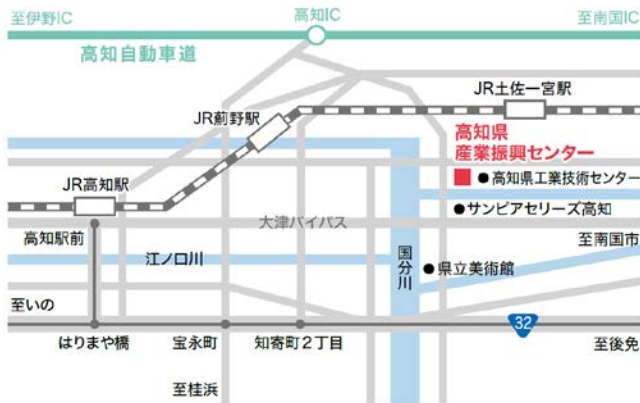 至伊野IC
高知IC
至南国IC
高知自動車道
JR土佐一宮駅
JR薊野駅
高知県
産業振興センター
高知県工業技術センター
JR高知駅
サンピアセリーズ高知
大津バイパス
高知駅前
至南国市
江ノ口川
国分川
県立美術館
至いの
32
はりまや橋
宝永町
知寄町2丁目
至後免
至桂浜